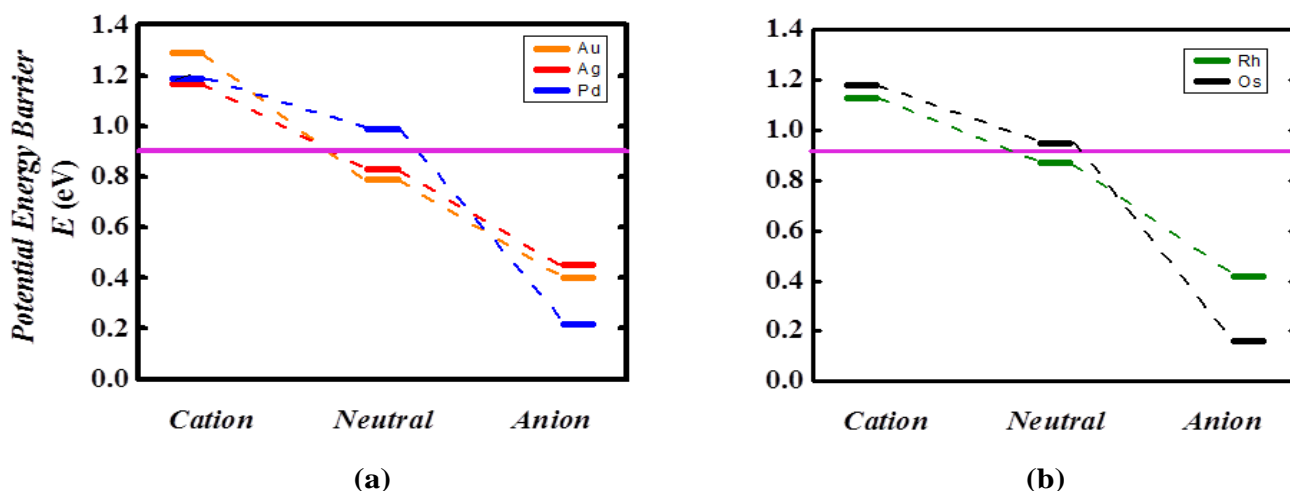 Potential Energy Barrier
E (eV)
1.4
1.2
1.0
0.8
0.6
0.4
0.2
0.0
Au
Ag
Pd
Cation Neutral Anion
(a)
1.4
1.2
1.0
0.8
0.6
0.4
0.2
0.0
Rh
Os
Cation Neutral Anion
(b)